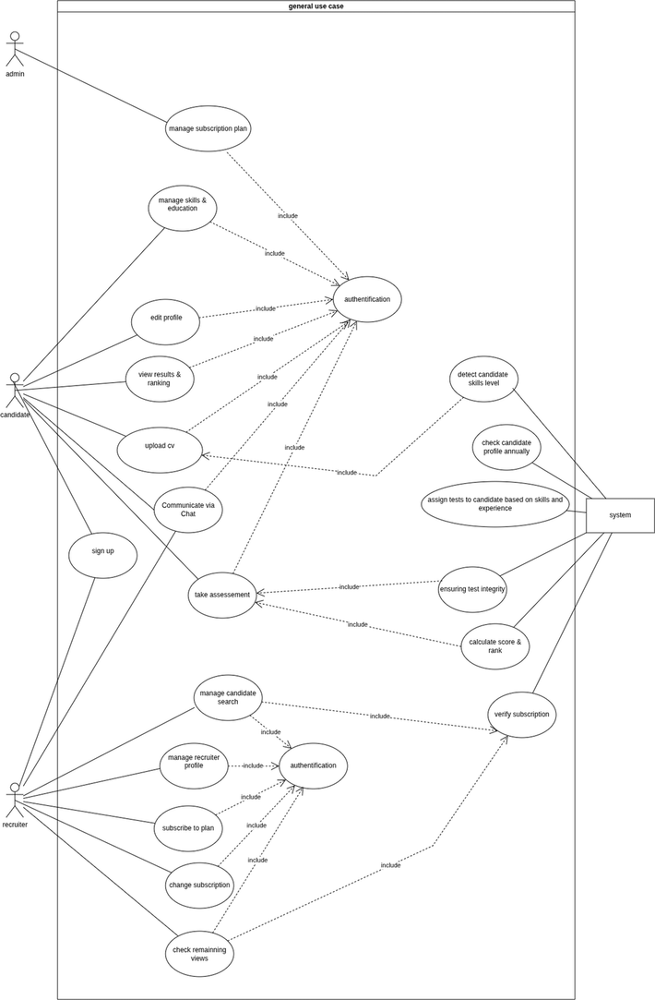 general use case
admin
manage subscription plan
manage skills &
education
include
include
authentification
edit profile
include
view results &
ranking
include
detect candidate
skills level
candidate
include
include
upload cv
include
check candidate
profile annually
include
Communicate via
Chat
assign tests to candidate based on skills and
experience
system
sign up
take assessement
include
ensuring test integrity
include
calculate score &
rank
manage candidate
search
include
verify subscription
include
manage recruiter
profile
include
authentification
include
recruiter
subscribe to plan
include
change subscription
include
include
check remainning
views